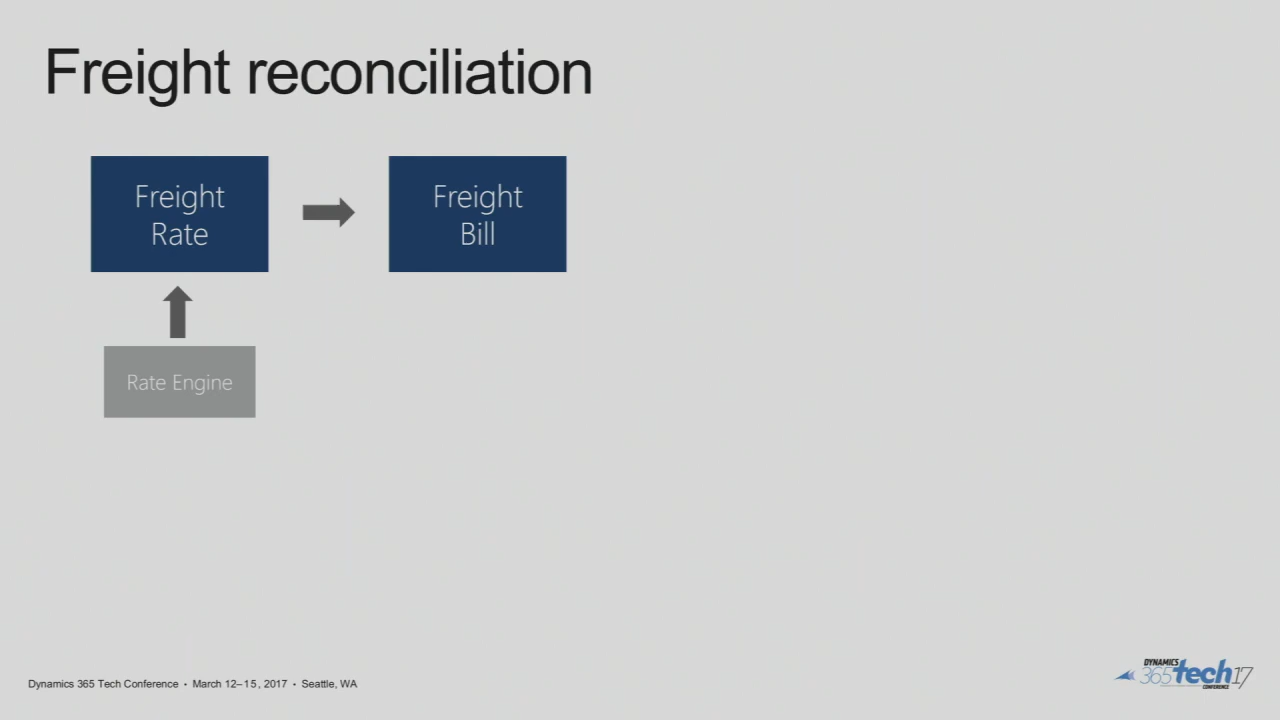 Freight reconciliation
Freight
Rate
Freight
Bill
Rate Engine
Dynamics 365 Tech Conference • March 12–15, 2017 • Seattle, WA
DYNAMICS
365tech17
CONFERENCE